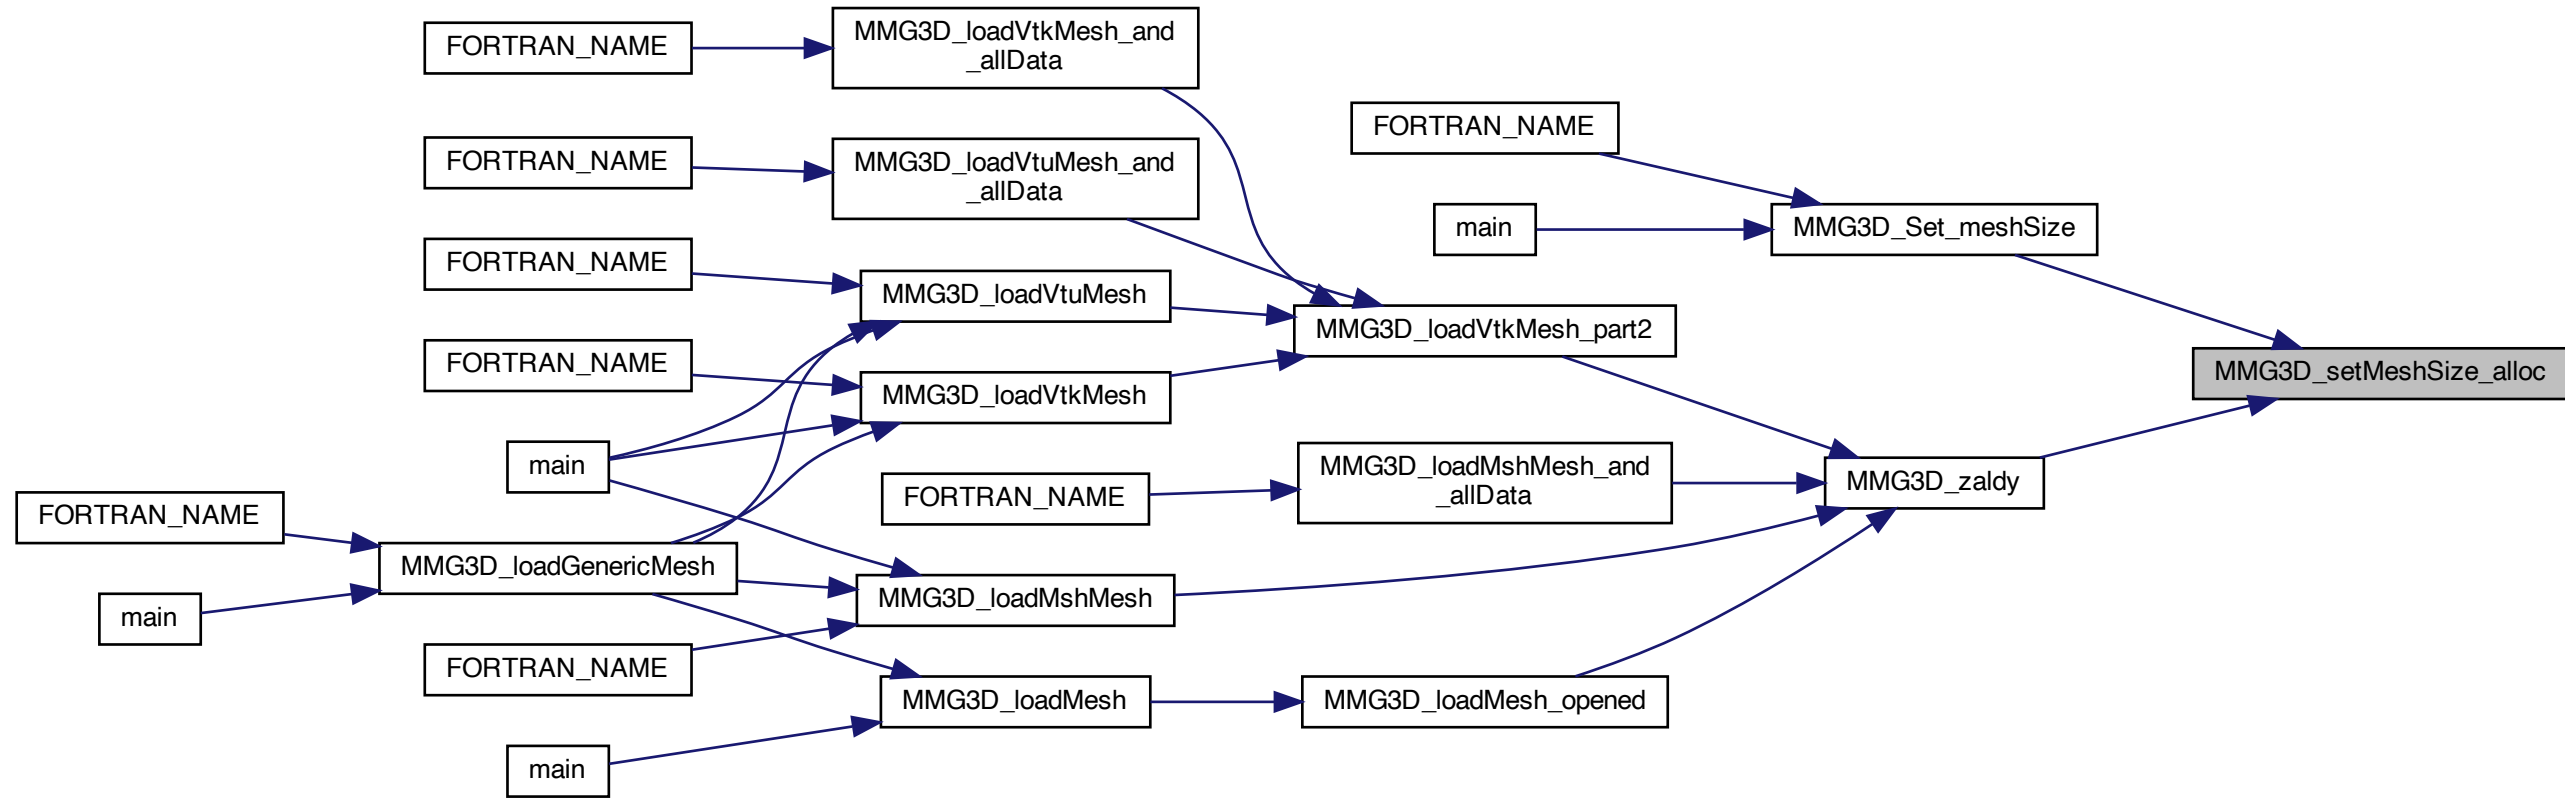 FORTRAN_NAME
MMG3D_loadVtkMesh_and
_allData
FORTRAN_NAME
FORTRAN_NAME
MMG3D_loadVtuMesh_and
_allData
main
MMG3D_Set_meshSize
FORTRAN_NAME
MMG3D_loadVtuMesh
MMG3D_loadVtkMesh_part2
FORTRAN_NAME
MMG3D_loadVtkMesh
MMG3D_setMeshSize_alloc
main
MMG3D_loadMshMesh_and
_allData
FORTRAN_NAME
MMG3D_zaldy
FORTRAN_NAME
MMG3D_loadGenericMesh
main
MMG3D_loadMshMesh
FORTRAN_NAME
MMG3D_loadMesh
MMG3D_loadMesh_opened
main